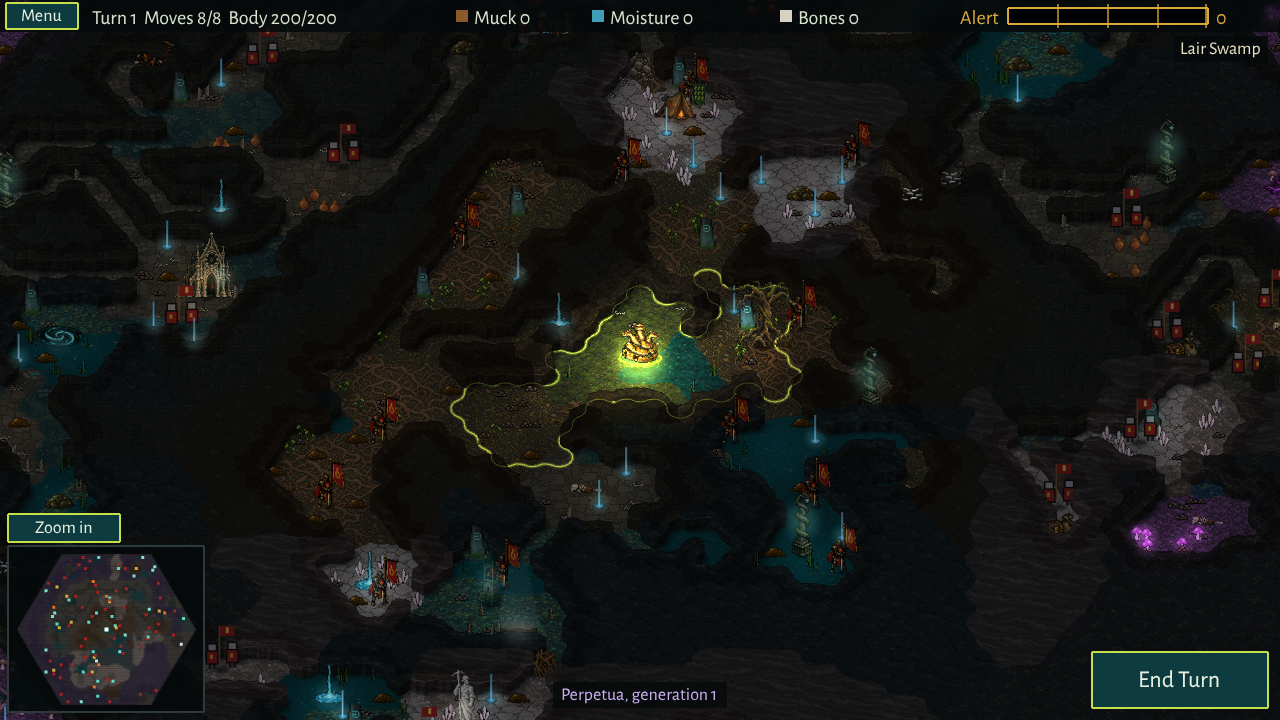 Menu
Turn 1 Moves 8/8 Body 200/200
Muck 0
Moisture 0
Bones 0
Alert 0
Lair Swamp
Zoom in
Perpetua, generation 1
End Turn